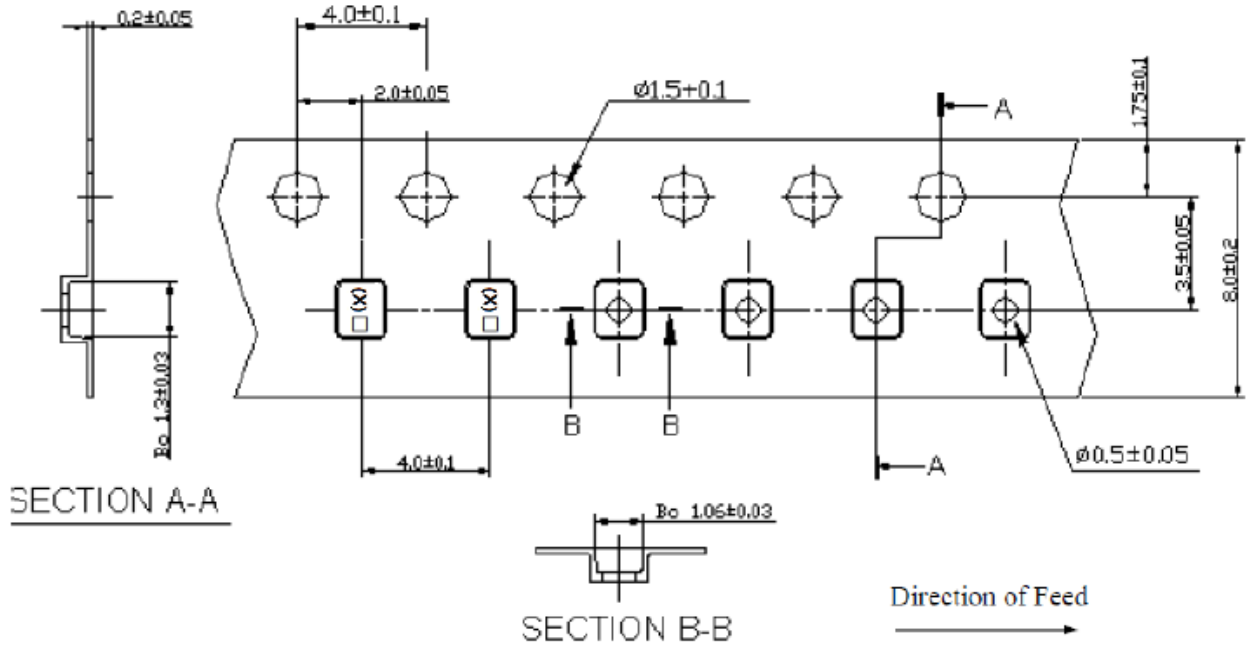 0.2±0.05
4.0±0.1
2.0±0.05
Ø1.5+0.1
A
1.75±0.1
3.5±0.05
8.0±0.2
□(x)
□(x)
Bo 1.3±0.03
B
B
4.0±0.1
A
Ø0.5±0.05
SECTION A-A
Bo 1.06±0.03
SECTION B-B
Direction of Feed